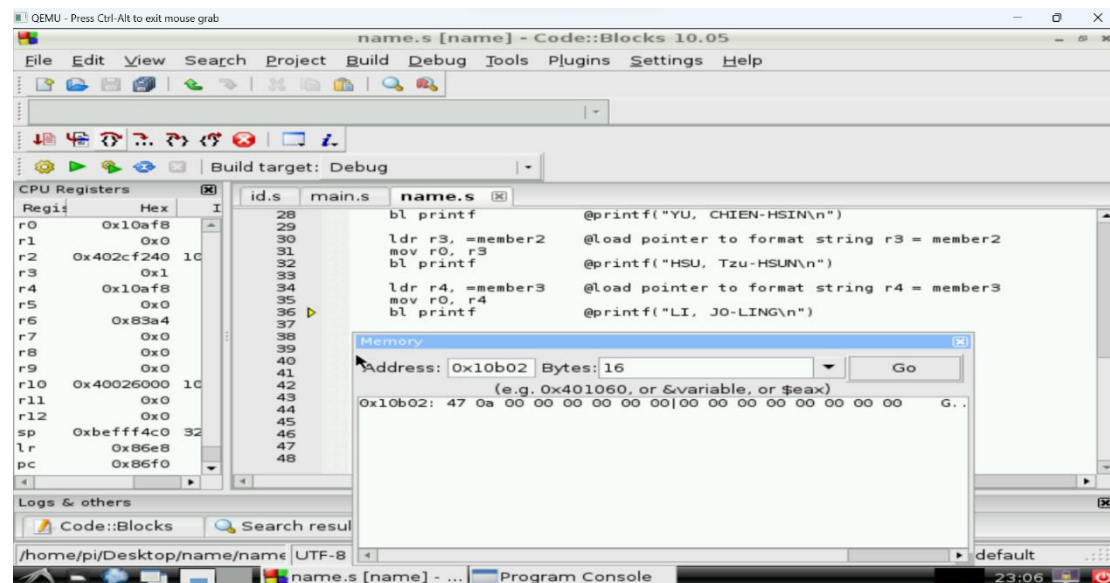 QEMU - Press Ctrl-Alt to exit mouse grab
name.s [name] - Code::Blocks 10.05
File Edit View Search Project Build Debug Tools Plugins Settings Help
Build target: Debug
CPU Registers
id.s main.s name.s
Hex
r0 0x10af8
r1 0x0
r2 0x402cf240
r3 0x1
r4 0x10af8
r5 0x0
r6 0x83a4
r7 0x0
r8 0x0
r9 0x0
r10 0x40026000
r11 0x0
r12 0x0
sp 0xbefff4c0 32
lr 0x86e8
pc 0x86f0
28 bl printf @printf("YU, CHIEN-HSIN\n")
29
30 ldr r3, =member2 @load pointer to format string r3 = member2
31 mov r0, r3
32 bl printf @printf("HSU, Tzu-HSUN\n")
33
34 ldr r4, =member3 @load pointer to format string r4 = member3
35 mov r0, r4
36 bl printf @printf("LI, JO-LING\n")
37
38
39
40
41
42
43
44
45
46
47
48
Memory
Address: 0x10b02 Bytes: 16 Go
(e.g. 0x401060, or &variable, or $eax)
0x10b02: 47 0a 00 00 00 00 00 00|00 00 00 00 00 00 00 00 G..
Logs & others
Code::Blocks Search resul
/home/pi/Desktop/name/name UTF-8 default
name.s [name] - ... Program Console 23:06